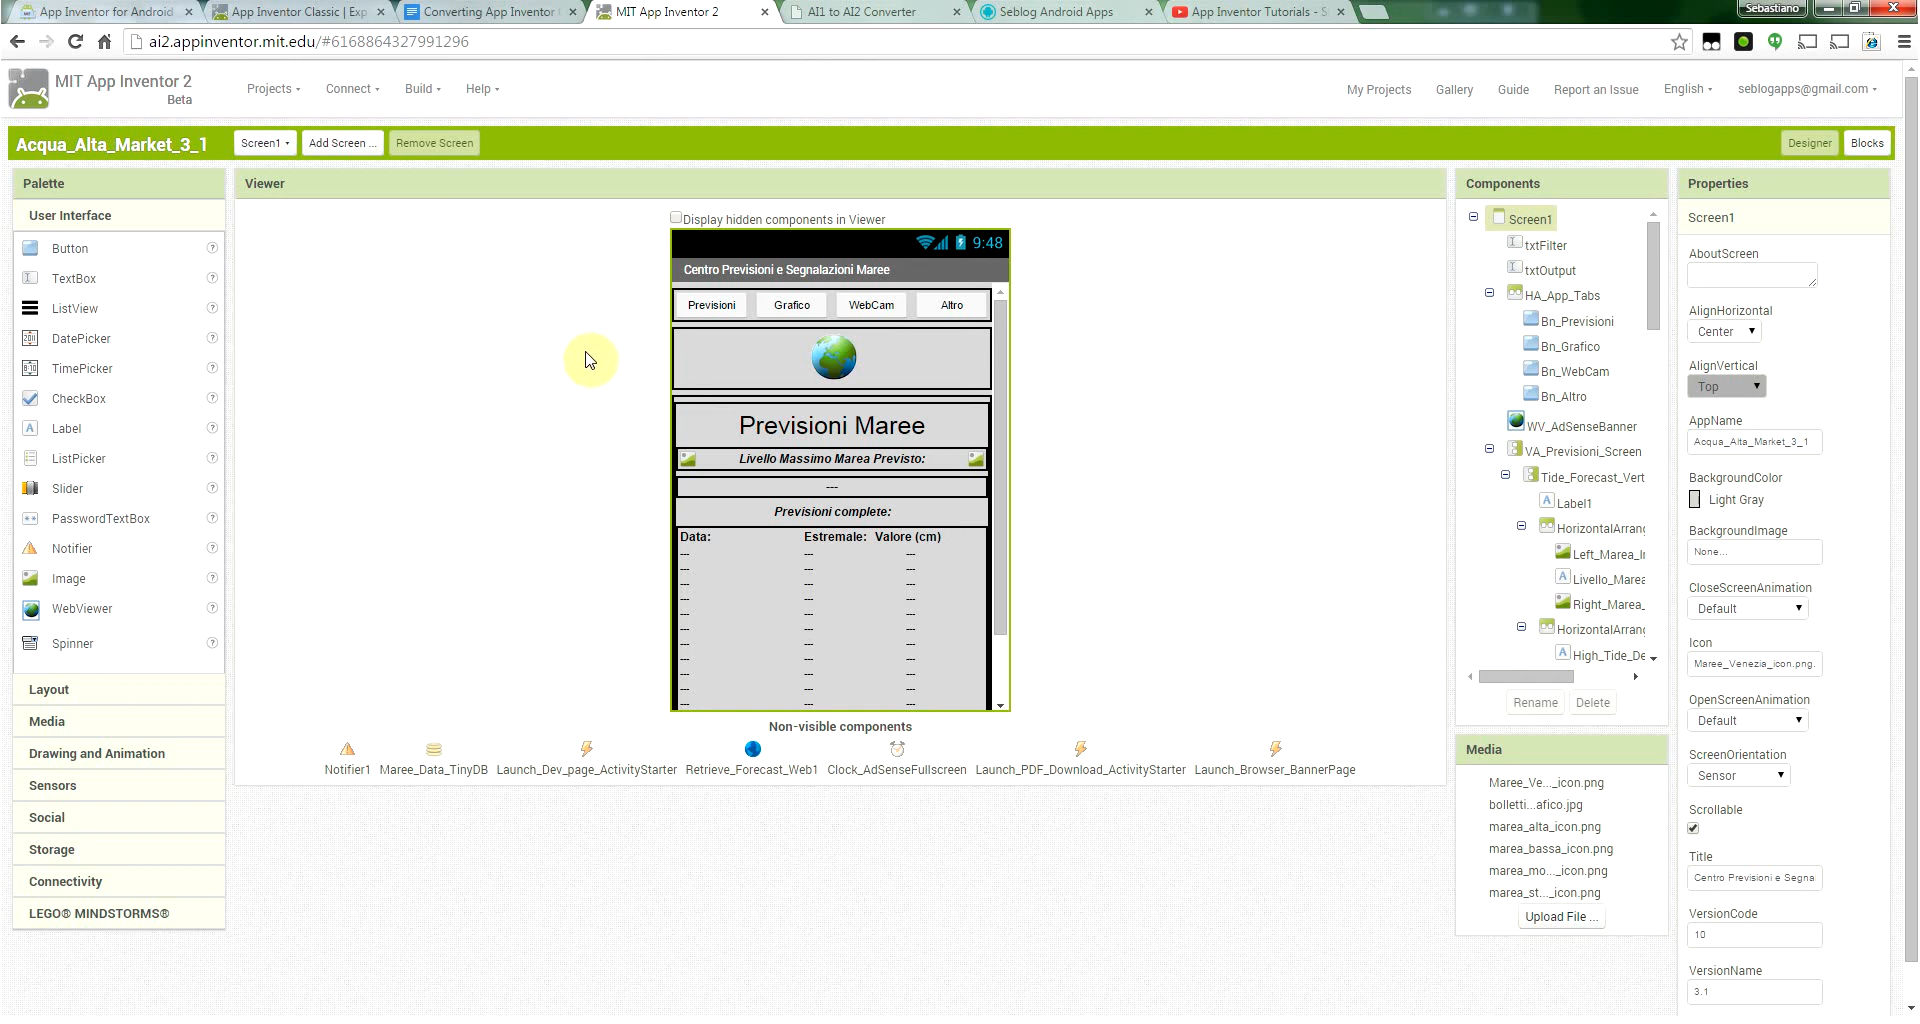 App Inventor for Android
App Inventor Classic | Exp
Converting App Inventor
MIT App Inventor 2
AI1 to AI2 Converter
Seblog Android Apps
App Inventor Tutorials - S
Sebastiano
ai2.appinventor.mit.edu/#6168864327991296
MIT App Inventor 2
Beta
Projects
Connect
Build
Help
My Projects
Gallery
Guide
Report an Issue
English
seblogapps@gmail.com
Acqua_Alta_Market_3_1
Screen1
Add Screen ...
Remove Screen
Designer
Blocks
Palette
User Interface
Button
TextBox
ListView
DatePicker
TimePicker
CheckBox
Label
ListPicker
Slider
PasswordTextBox
Notifier
Image
WebViewer
Spinner
Layout
Media
Drawing and Animation
Sensors
Social
Storage
Connectivity
LEGO® MINDSTORMS®
Viewer
Display hidden components in Viewer
9:48
Centro Previsioni e Segnalazioni Maree
Previsioni
Grafico
WebCam
Altro
Previsioni Maree
Livello Massimo Marea Previsto:
---
Previsioni complete:
Data: Estremale: Valore (cm)
--- --- ---
--- --- ---
--- --- ---
--- --- ---
--- --- ---
--- --- ---
--- --- ---
--- --- ---
--- --- ---
--- --- ---
--- --- ---
Non-visible components
Notifier1
Maree_Data_TinyDB
Launch_Dev_page_ActivityStarter
Retrieve_Forecast_Web1
Clock_AdSenseFullscreen
Launch_PDF_Download_ActivityStarter
Launch_Browser_BannerPage
Components
Screen1
txtFilter
txtOutput
HA_App_Tabs
Bn_Previsioni
Bn_Grafico
Bn_WebCam
Bn_Altro
WV_AdSenseBanner
VA_Previsioni_Screen
Tide_Forecast_Vert
Label1
HorizontalArrang
Left_Marea_I
Livello_Marea
Right_Marea_
HorizontalArrang
High_Tide_De
Rename
Delete
Media
Maree_Ve..._icon.png
bolletti...afico.jpg
marea_alta_icon.png
marea_bassa_icon.png
marea_mo..._icon.png
marea_st..._icon.png
Upload File ...
Properties
Screen1
AboutScreen
AlignHorizontal
Center
AlignVertical
Top
AppName
Acqua_Alta_Market_3_1
BackgroundColor
Light Gray
BackgroundImage
None...
CloseScreenAnimation
Default
Icon
Maree_Venezia_icon.png.
OpenScreenAnimation
Default
ScreenOrientation
Sensor
Scrollable
Title
Centro Previsioni e Segna
VersionCode
10
VersionName
3.1